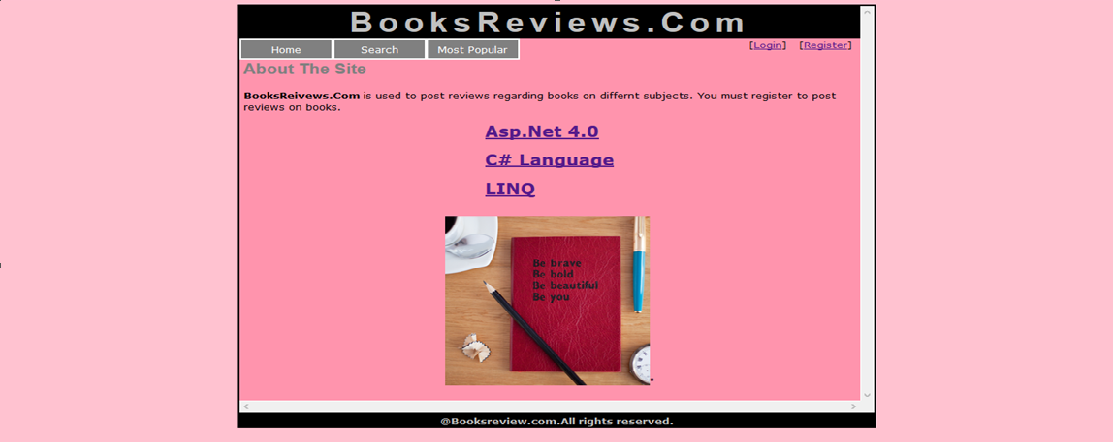 BooksReviews.Com
Home Search Most Popular [Login] [Register]
About The Site
BooksReivews.Com is used to post reviews regarding books on differnt subjects. You must register to post
reviews on books.
Asp.Net 4.0
C# Language
LINQ
Be brave
Be bold
Be beautiful
Be you
@Booksreview.com.All rights reserved.